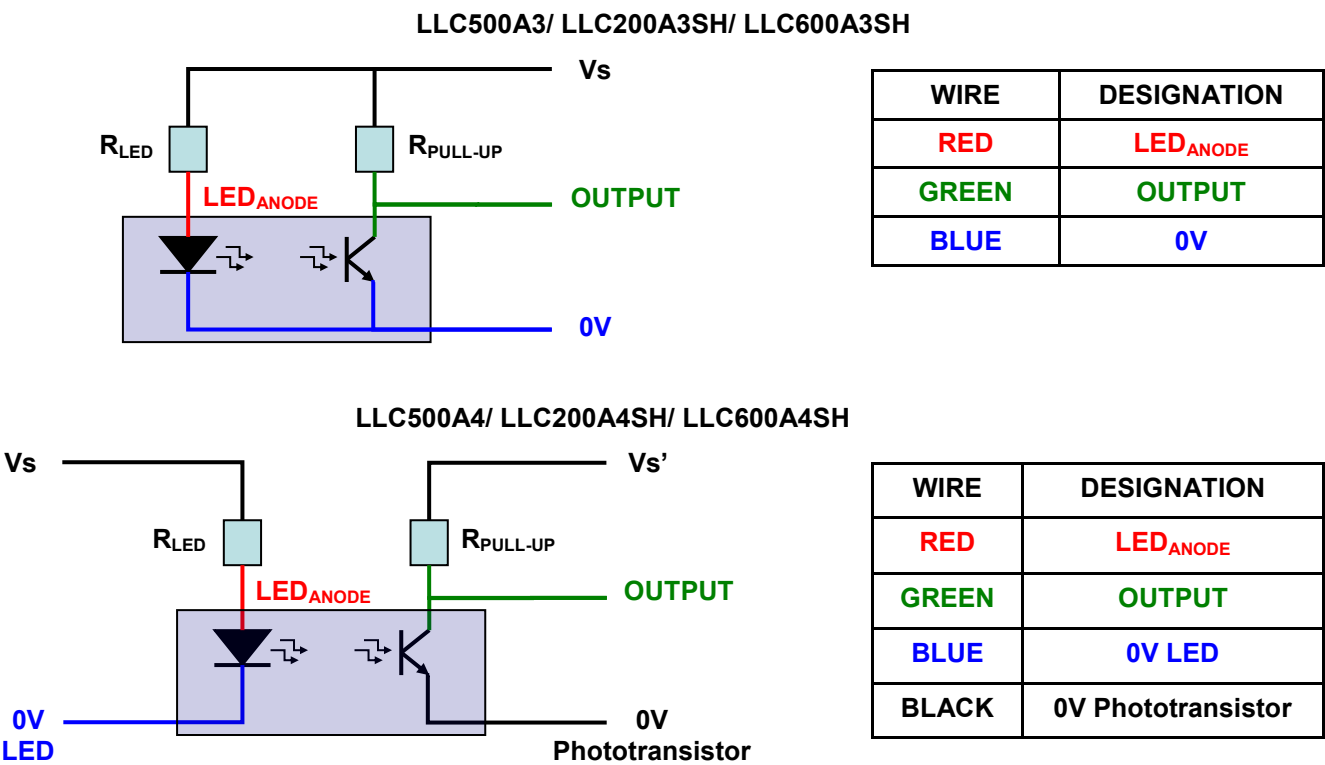 LLC500A3/ LLC200A3SH/ LLC600A3SH
Vs
RLED
RPULL-UP
LEDANODE
OUTPUT
0V
WIRE DESIGNATION
RED LEDANODE
GREEN OUTPUT
BLUE 0V
LLC500A4/ LLC200A4SH/ LLC600A4SH
Vs
Vs’
RLED
RPULL-UP
LEDANODE
OUTPUT
0V
LED
0V
Phototransistor
WIRE DESIGNATION
RED LEDANODE
GREEN OUTPUT
BLUE 0V LED
BLACK 0V Phototransistor